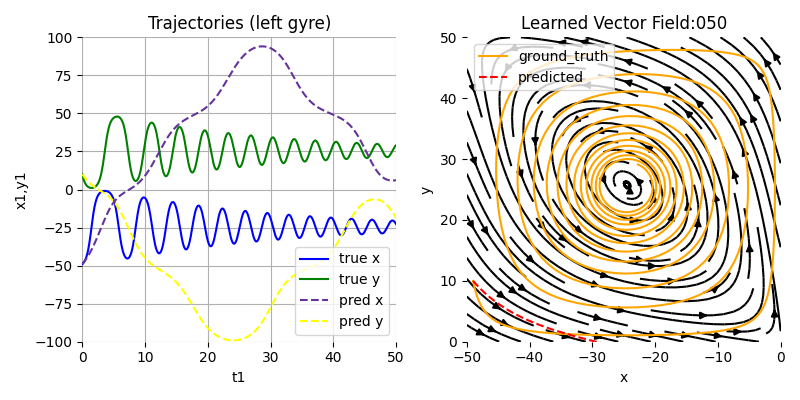 Trajectories (left gyre)
100
75
50
25
0
−25
−50
−75
−100
x1,y1
0
10
20
30
40
50
t1
true x
true y
pred x
pred y
Learned Vector Field:050
50
40
30
20
10
0
y
−50
−40
−30
−20
−10
0
x
ground_truth
predicted